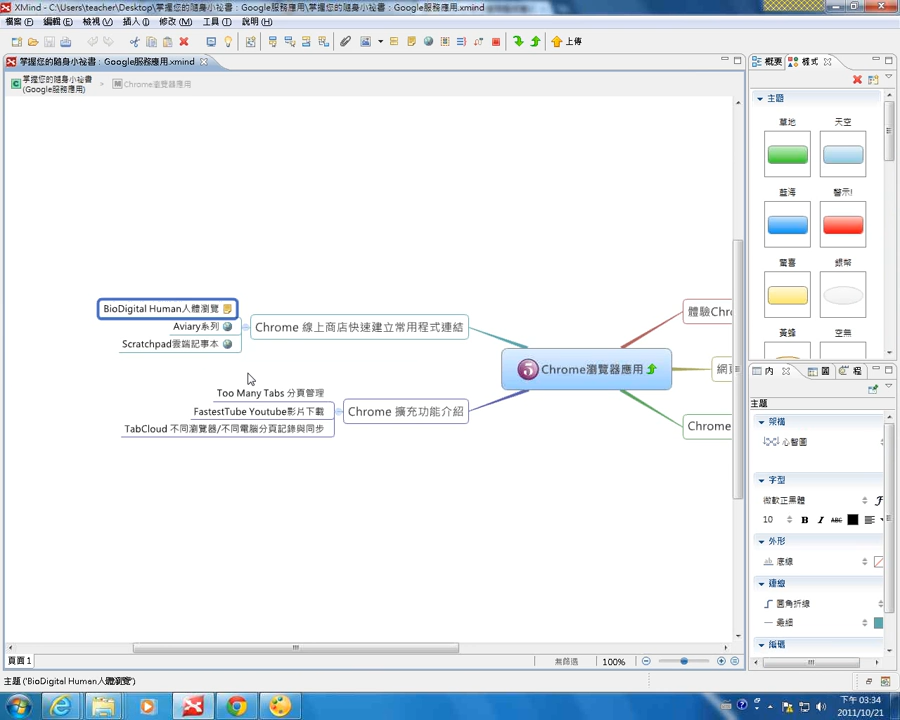 XMind - C:\Users\teacher\Desktop\掌握您的隨身小祕書：Google服務應用\掌握您的隨身小祕書：Google服務應用.xmind
檔案(F) 編輯(E) 檢視(V) 插入(I) 修改(M) 工具(T) 說明(H)
上傳
掌握您的隨身小祕書：Google服務應用.xmind
掌握您的隨身小祕書
(Google服務應用)
Chrome瀏覽器應用
概要
樣式
主題
草地
天空
藍海
警示!
驚喜
銀幣
黃蜂
空無
BioDigital Human人體瀏覽
Aviary系列
Scratchpad雲端記事本
Chrome 線上商店快速建立常用程式連結
5
Chrome瀏覽器應用
體驗Chro
網頁
Chrome
Too Many Tabs 分頁管理
FastestTube Youtube影片下載
TabCloud 不同瀏覽器/不同電腦分頁記錄與同步
Chrome 擴充功能介紹
內
圖
程
主題
架構
心智圖
字型
微軟正黑體
10
B I ABC
外形
底線
連線
圓角折線
最細
編碼
頁面 1
無篩選
100%
主題 ('BioDigital Human人體瀏覽')
下午 03:34
2011/10/21